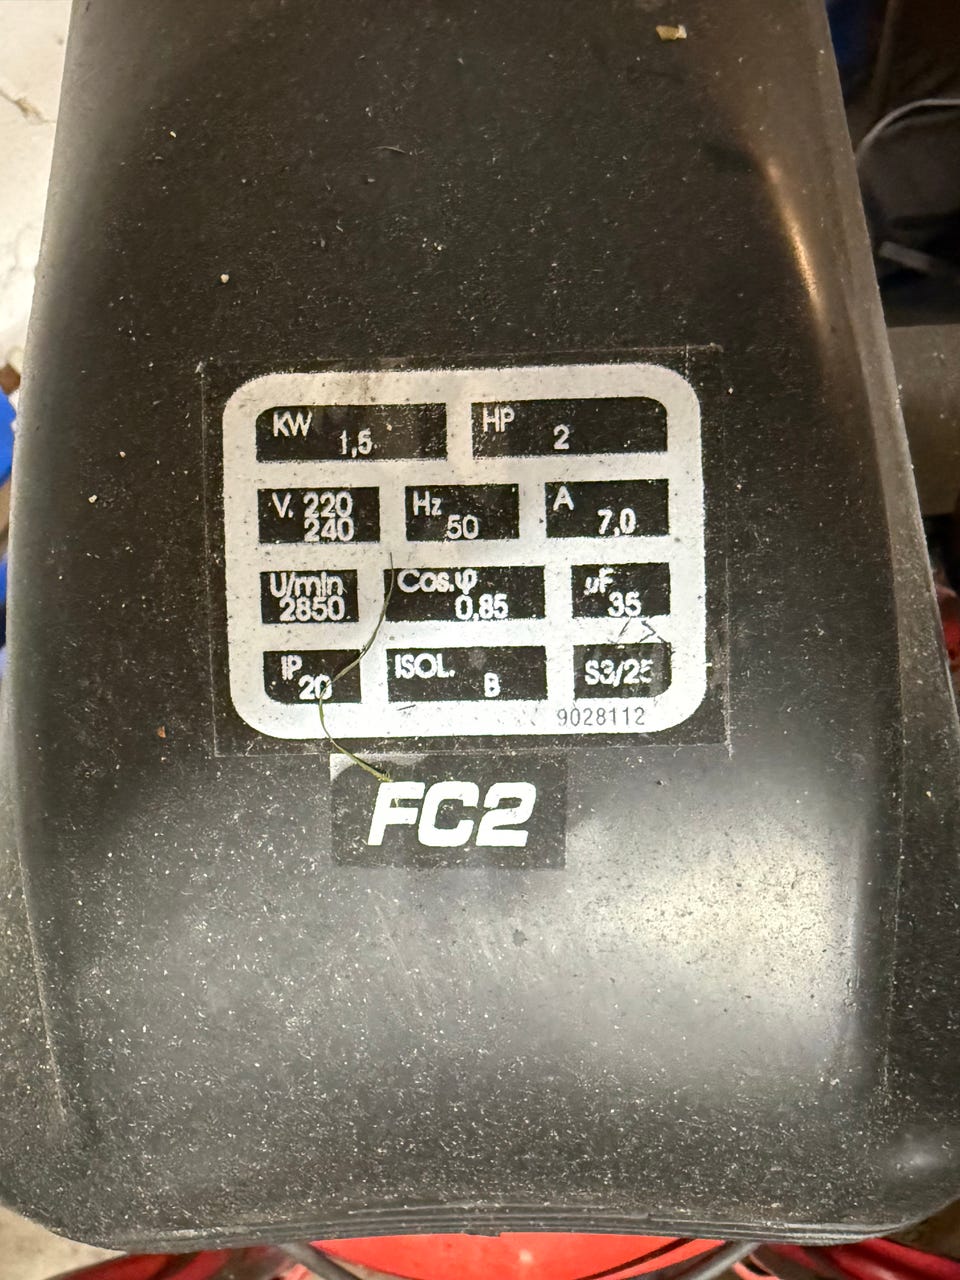 KW 1,5 HP 2
V. 220 240 Hz 50 A 7,0
U/min 2850 Cos.φ 0,85 µF 35
IP 20 ISOL. B S3/25
9028112
FC2